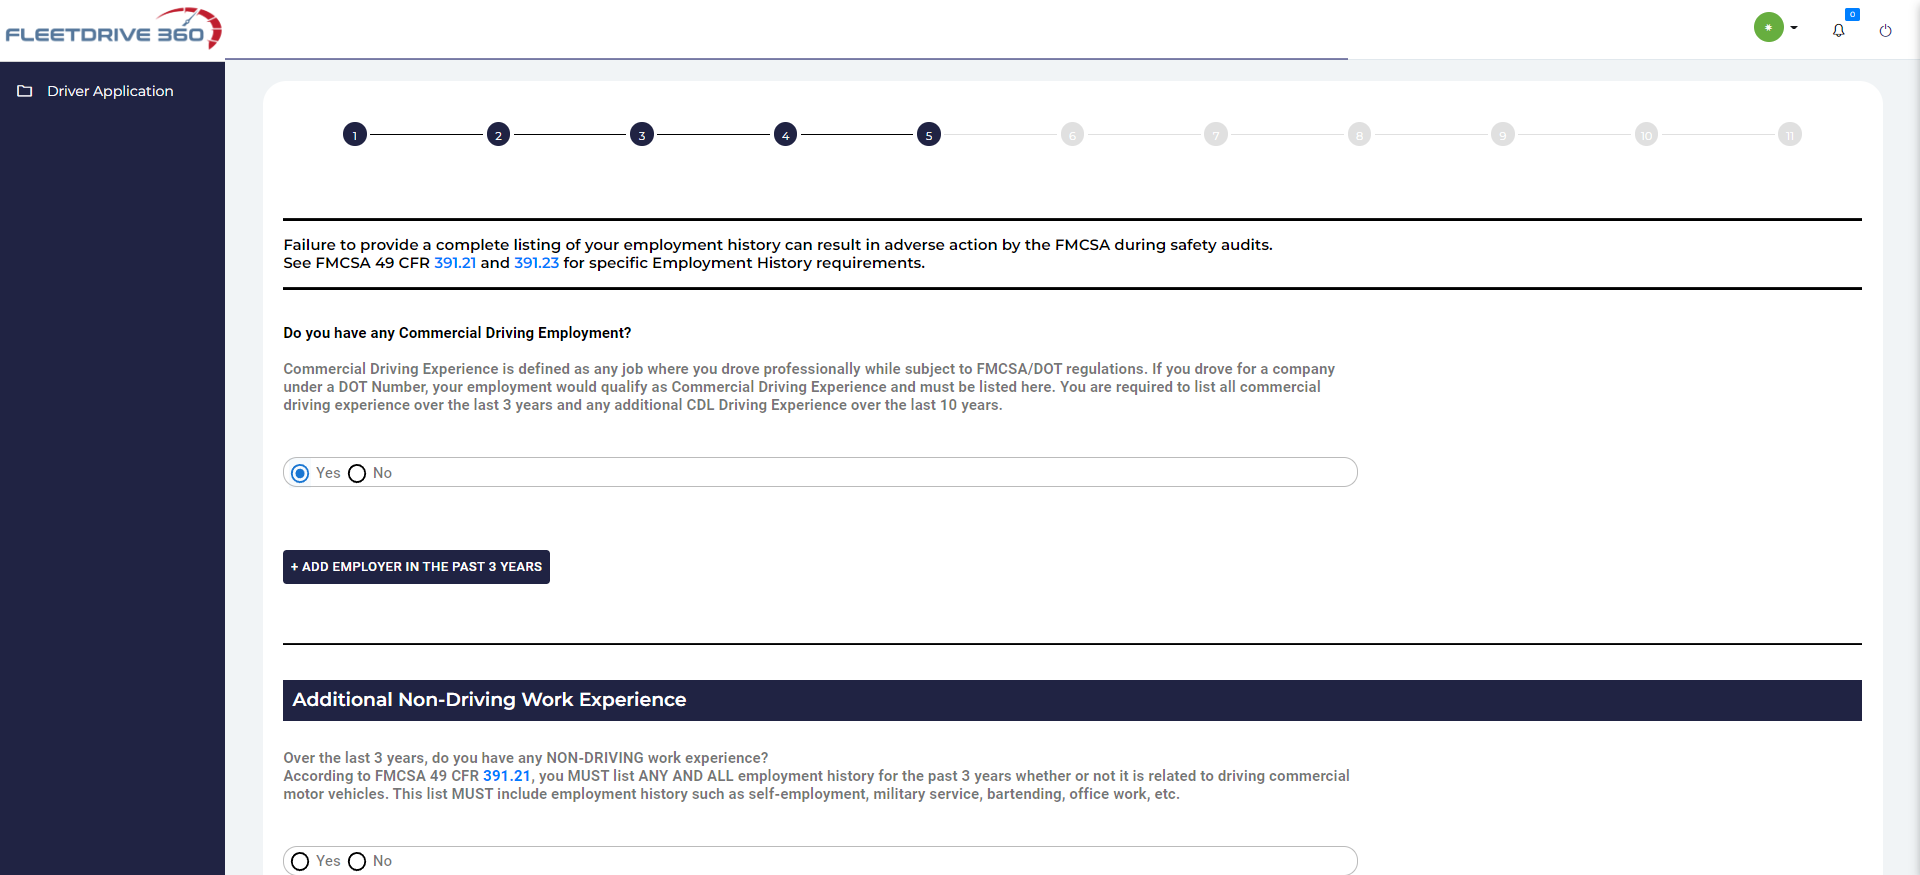 FLEETDRIVE 360
0
Driver Application
1 2 3 4 5 6 7 8 9 10 11
Failure to provide a complete listing of your employment history can result in adverse action by the FMCSA during safety audits.
See FMCSA 49 CFR 391.21 and 391.23 for specific Employment History requirements.
Do you have any Commercial Driving Employment?
Commercial Driving Experience is defined as any job where you drove professionally while subject to FMCSA/DOT regulations. If you drove for a company
under a DOT Number, your employment would qualify as Commercial Driving Experience and must be listed here. You are required to list all commercial
driving experience over the last 3 years and any additional CDL Driving Experience over the last 10 years.
Yes No
+ ADD EMPLOYER IN THE PAST 3 YEARS
Additional Non-Driving Work Experience
Over the last 3 years, do you have any NON-DRIVING work experience?
According to FMCSA 49 CFR 391.21, you MUST list ANY AND ALL employment history for the past 3 years whether or not it is related to driving commercial
motor vehicles. This list MUST include employment history such as self-employment, military service, bartending, office work, etc.
Yes No